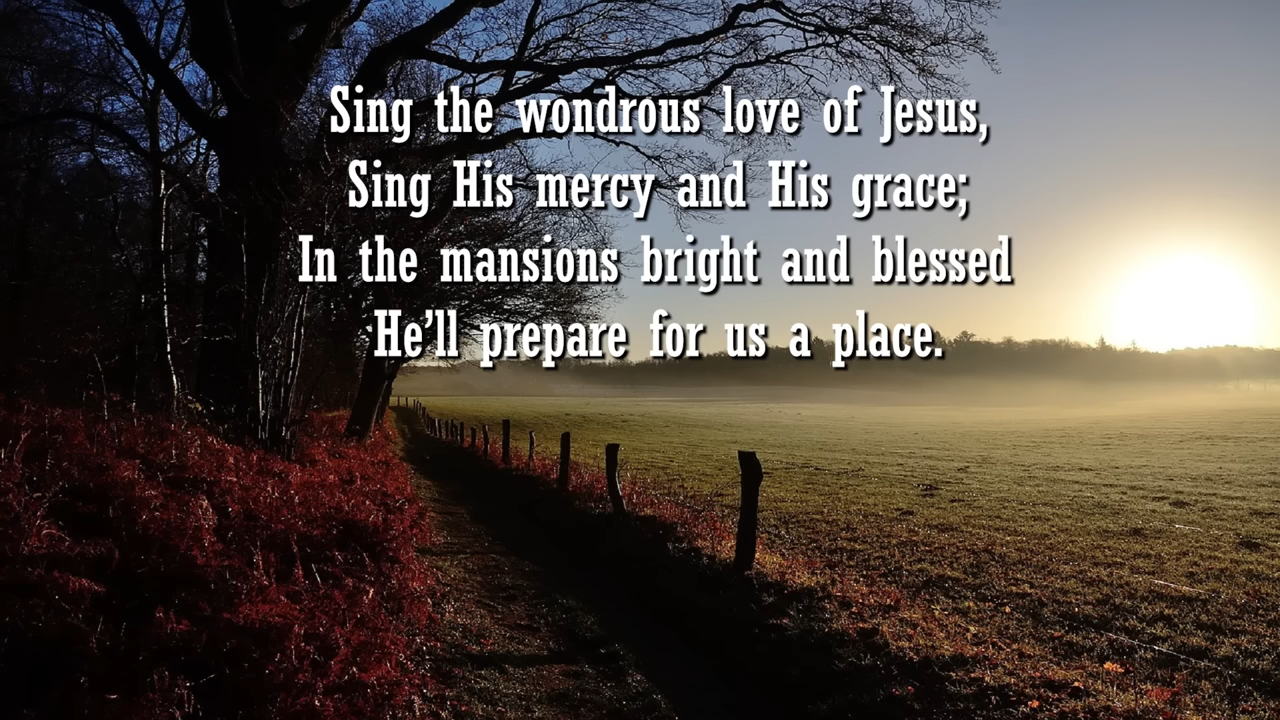 Sing the wondrous love of Jesus,
Sing His mercy and His grace;
In the mansions bright and blessed
He’ll prepare for us a place.